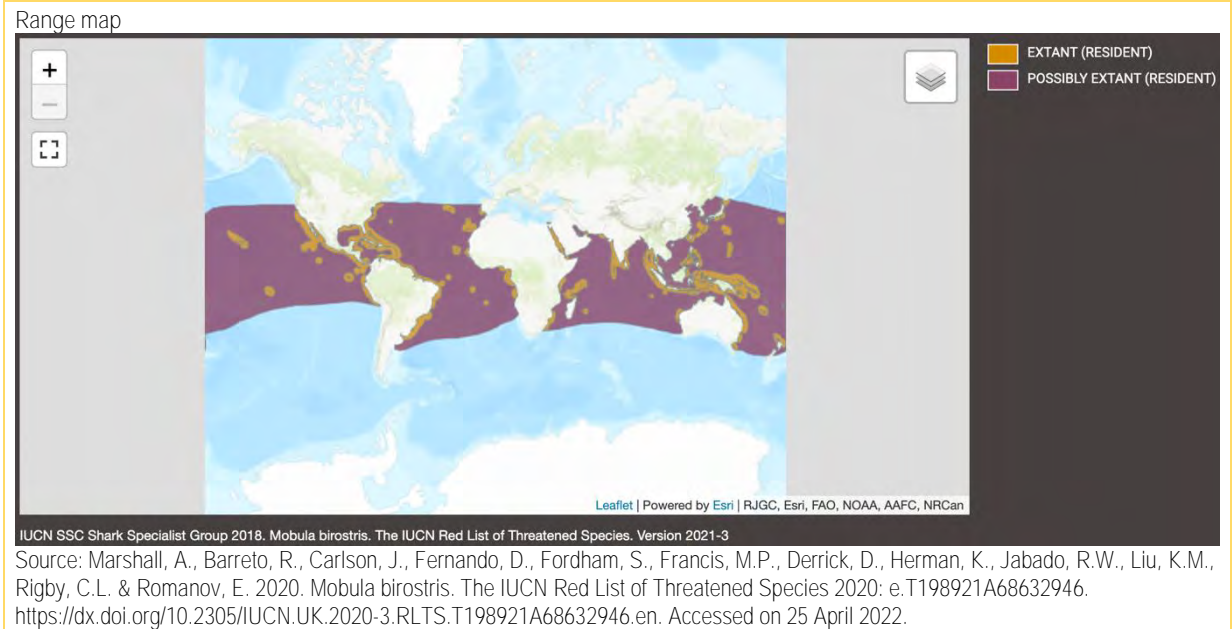 Range map
+
−
EXTANT (RESIDENT)
POSSIBLY EXTANT (RESIDENT)
Leaflet | Powered by Esri | RJGC, Esri, FAO, NOAA, AAFC, NRCan
IUCN SSC Shark Specialist Group 2018. Mobula birostris. The IUCN Red List of Threatened Species. Version 2021-3
Source: Marshall, A., Barreto, R., Carlson, J., Fernando, D., Fordham, S., Francis, M.P., Derrick, D., Herman, K., Jabado, R.W., Liu, K.M.,
Rigby, C.L. & Romanov, E. 2020. Mobula birostris. The IUCN Red List of Threatened Species 2020: e.T198921A68632946.
https://dx.doi.org/10.2305/IUCN.UK.2020-3.RLTS.T198921A68632946.en. Accessed on 25 April 2022.